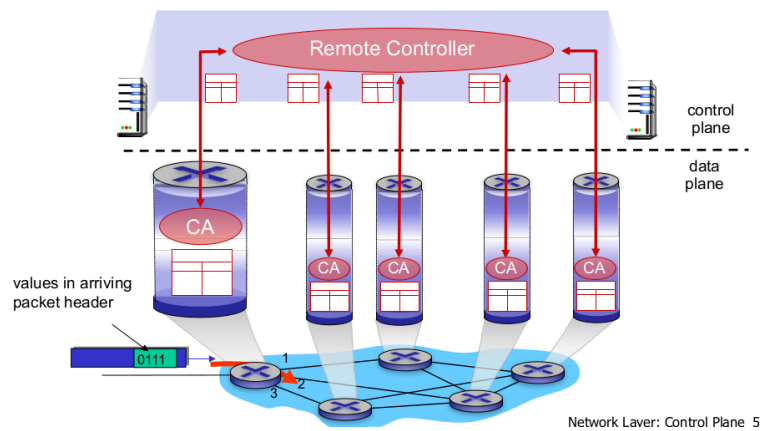 Remote Controller
control
plane
data
plane
CA
CA
CA
CA
CA
values in arriving
packet header
0111
1
2
3
Network Layer: Control Plane 5